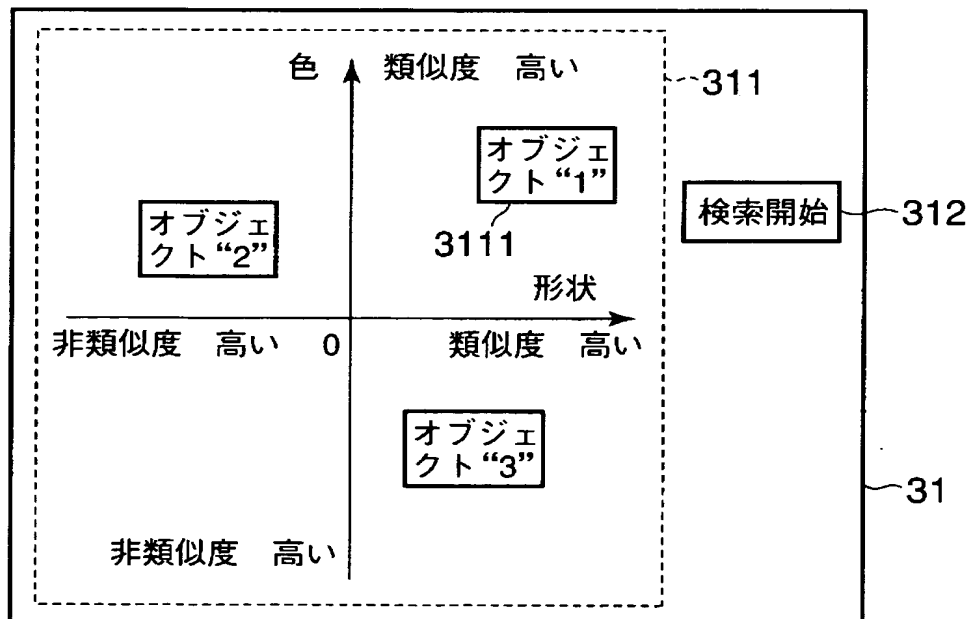 色 類似度 高い
311
オブジェ
クト“1”
検索開始
312
オブジェ
クト“2”
3111
形状
非類似度 高い 0 類似度 高い
オブジェ
クト“3”
31
非類似度 高い